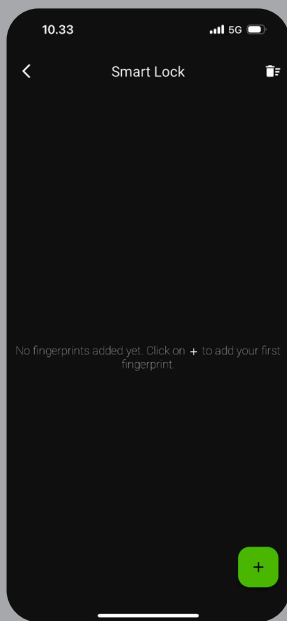 10.33
5G
Smart Lock
No fingerprints added yet. Click on + to add your first
fingerprint.
+